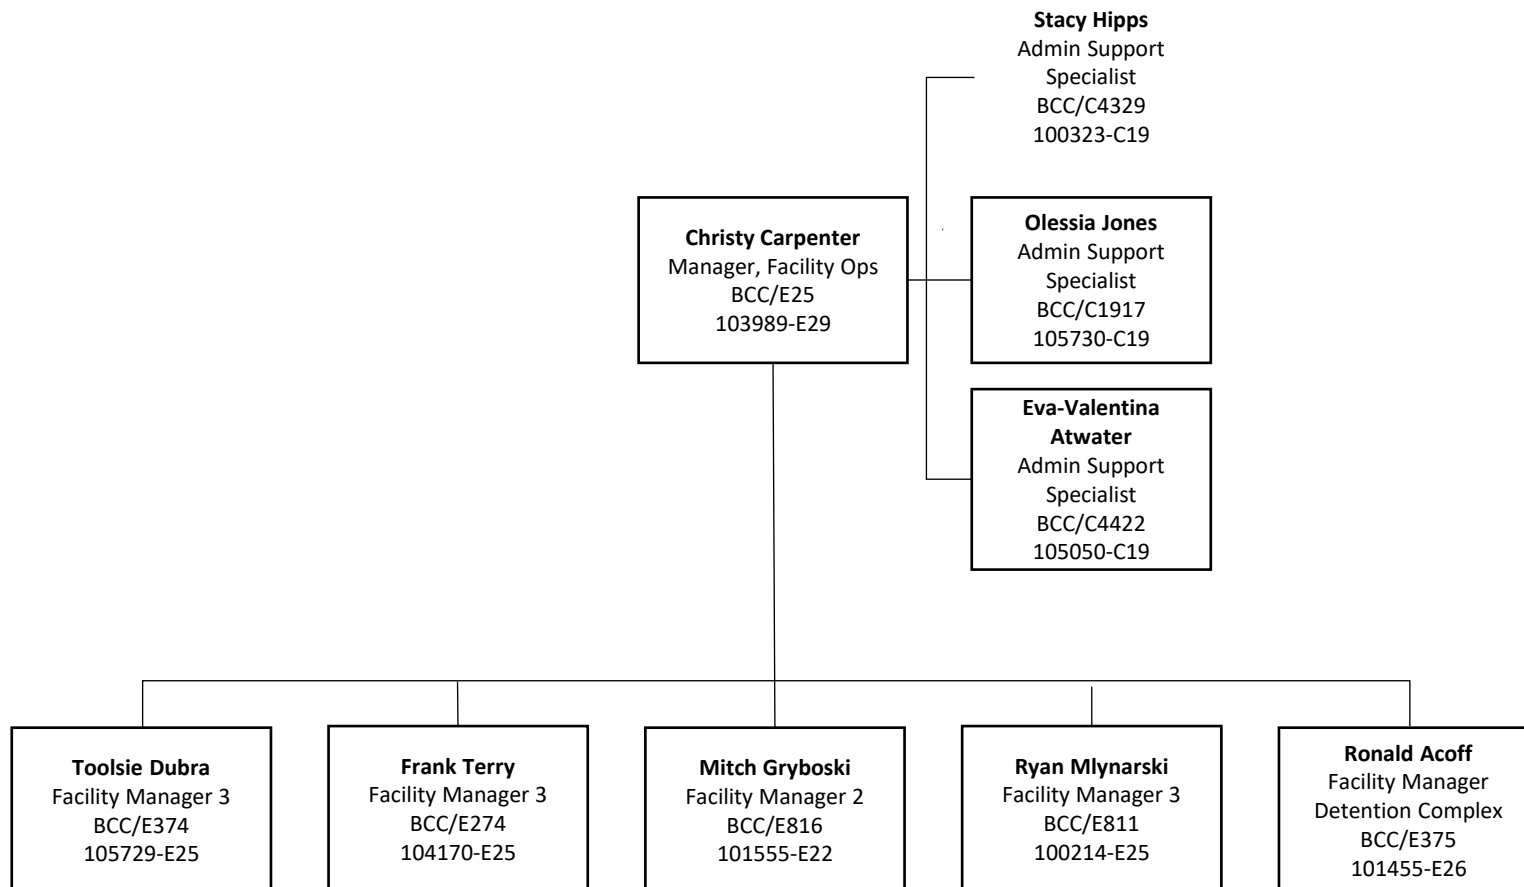 Stacy Hipps
Admin Support
Specialist
BCC/C4329
100323-C19
Christy Carpenter
Manager, Facility Ops
BCC/E25
103989-E29
Olessia Jones
Admin Support
Specialist
BCC/C1917
105730-C19
Eva-Valentina
Atwater
Admin Support
Specialist
BCC/C4422
105050-C19
Toolsie Dubra
Facility Manager 3
BCC/E374
105729-E25
Frank Terry
Facility Manager 3
BCC/E274
104170-E25
Mitch Gryboski
Facility Manager 2
BCC/E816
101555-E22
Ryan Mlynarski
Facility Manager 3
BCC/E811
100214-E25
Ronald Acoff
Facility Manager
Detention Complex
BCC/E375
101455-E26